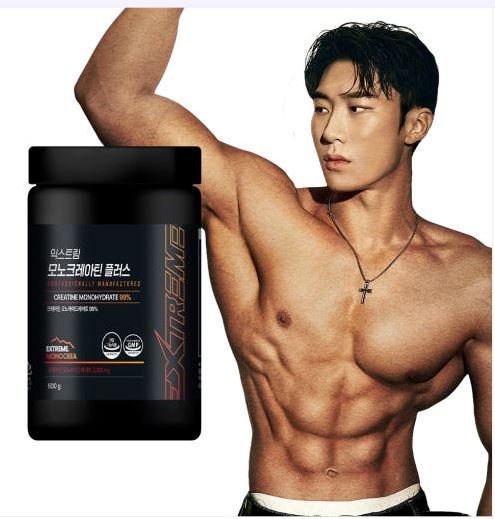 익스트림
모노크레아틴 플러스
PROFESSIONALLY MANUFACTURED
CREATINE MONOHYDRATE 99%
크레아틴 모노하이드레이트 99%
EXTREME
MONOCREA
GMP
600 g
EXTREME